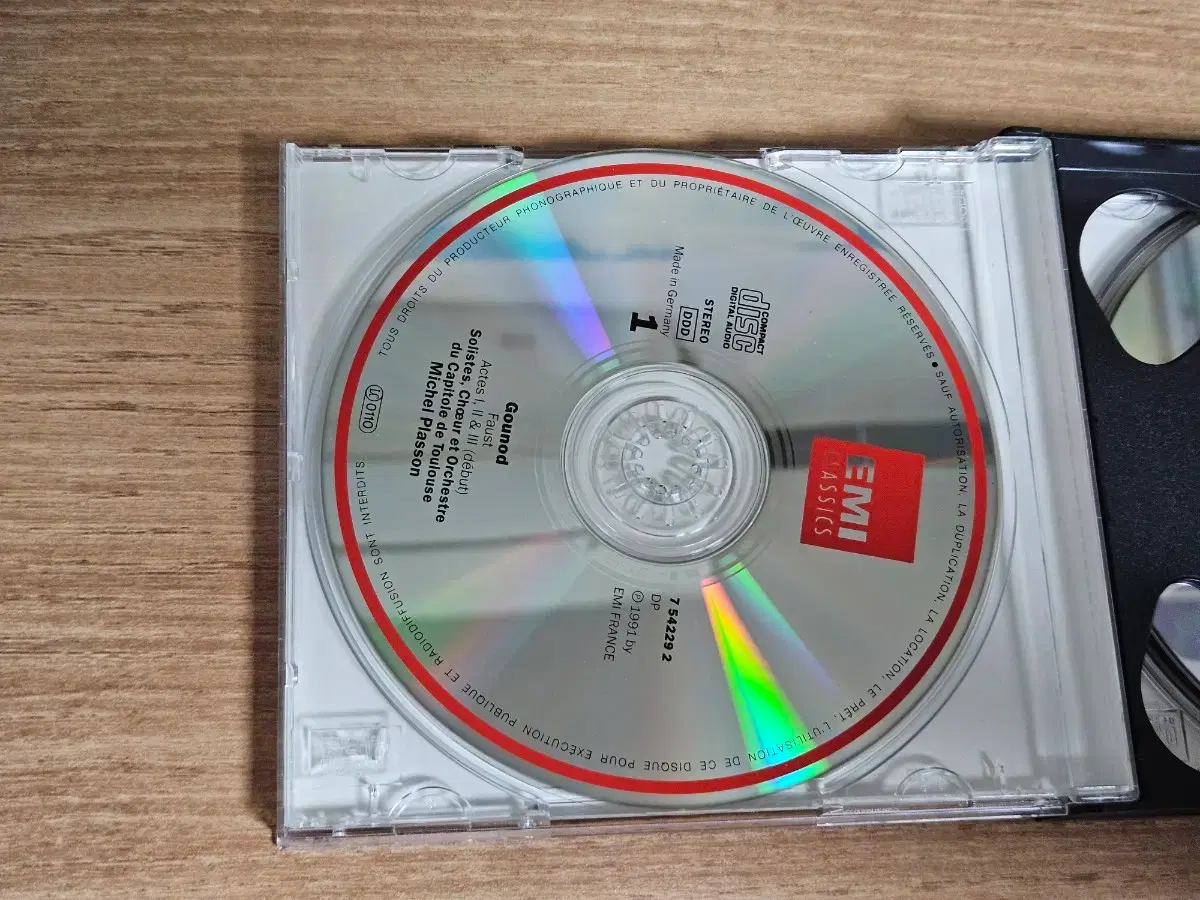 EMI
CLASSICS
COMPACT
disc
DIGITAL AUDIO
STEREO
DDD
Made in Germany
1
7 54229 2
DP
Ⓟ 1991 by
EMI FRANCE
Gounod
Faust
Actes I, II & III (début)
Solistes, Chœur et Orchestre
du Capitole de Toulouse
Michel Plasson
0110
TOUS DROITS DU PRODUCTEUR PHONOGRAPHIQUE ET DU PROPRIÉTAIRE DE L'ŒUVRE ENREGISTRÉE RÉSERVÉS • SAUF AUTORISATION, LA DUPLICATION, LA LOCATION, LE PRÊT, L'UTILISATION DE CE DISQUE POUR EXÉCUTION PUBLIQUE ET RADIODIFFUSION SONT INTERDITS